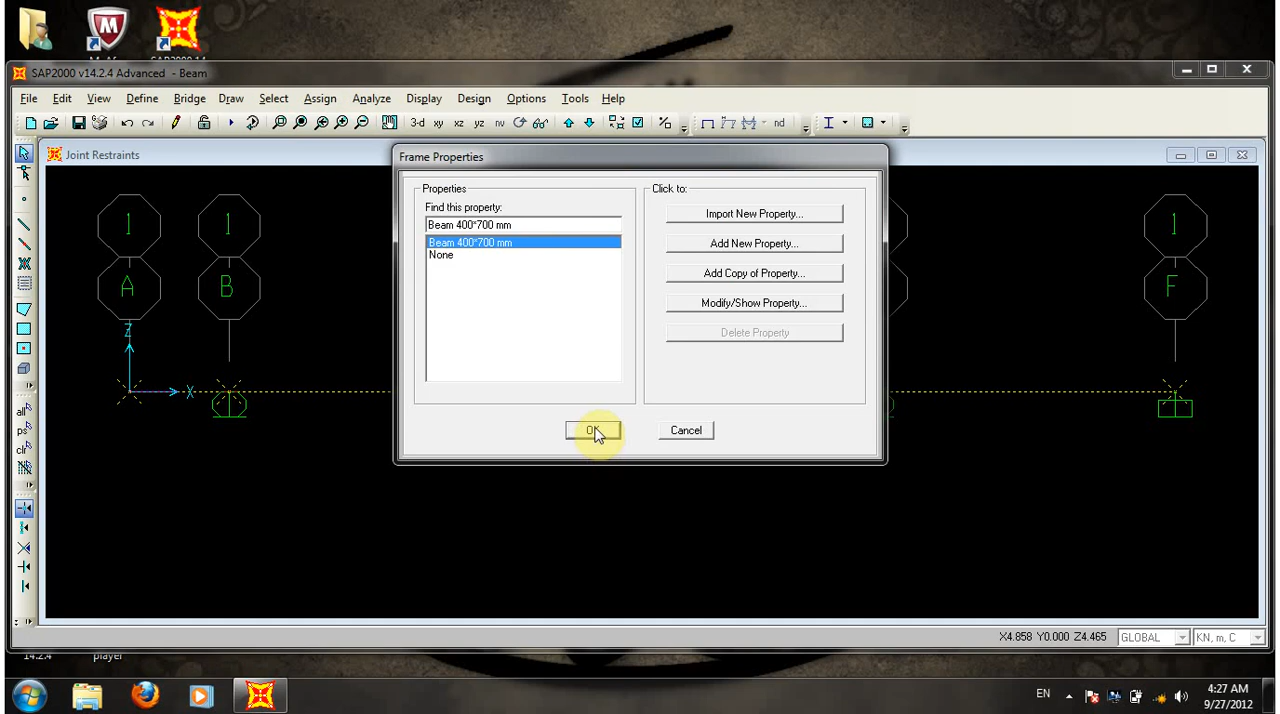 SAP2000 v14.2.4 Advanced - Beam
File Edit View Define Bridge Draw Select Assign Analyze Display Design Options Tools Help
3-d xy xz yz nv nd
Joint Restraints
Frame Properties
Properties
Find this property:
Beam 400*700 mm
Beam 400*700 mm
None
Click to:
Import New Property...
Add New Property...
Add Copy of Property...
Modify/Show Property...
Delete Property
OK
Cancel
1 1 1
A B F
Z
X
all
ps
clr
X4.858 Y0.000 Z4.465
GLOBAL
KN, m, C
14.2.4 player
EN
4:27 AM
9/27/2012